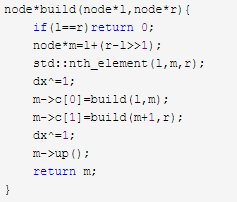 node*build(node*l,node*r){
if(l==r)return 0;
node*m=l+(r-l>>1);
std::nth_element(l,m,r);
dx^=1;
m->c[0]=build(l,m);
m->c[1]=build(m+1,r);
dx^=1;
m->up();
return m;
}